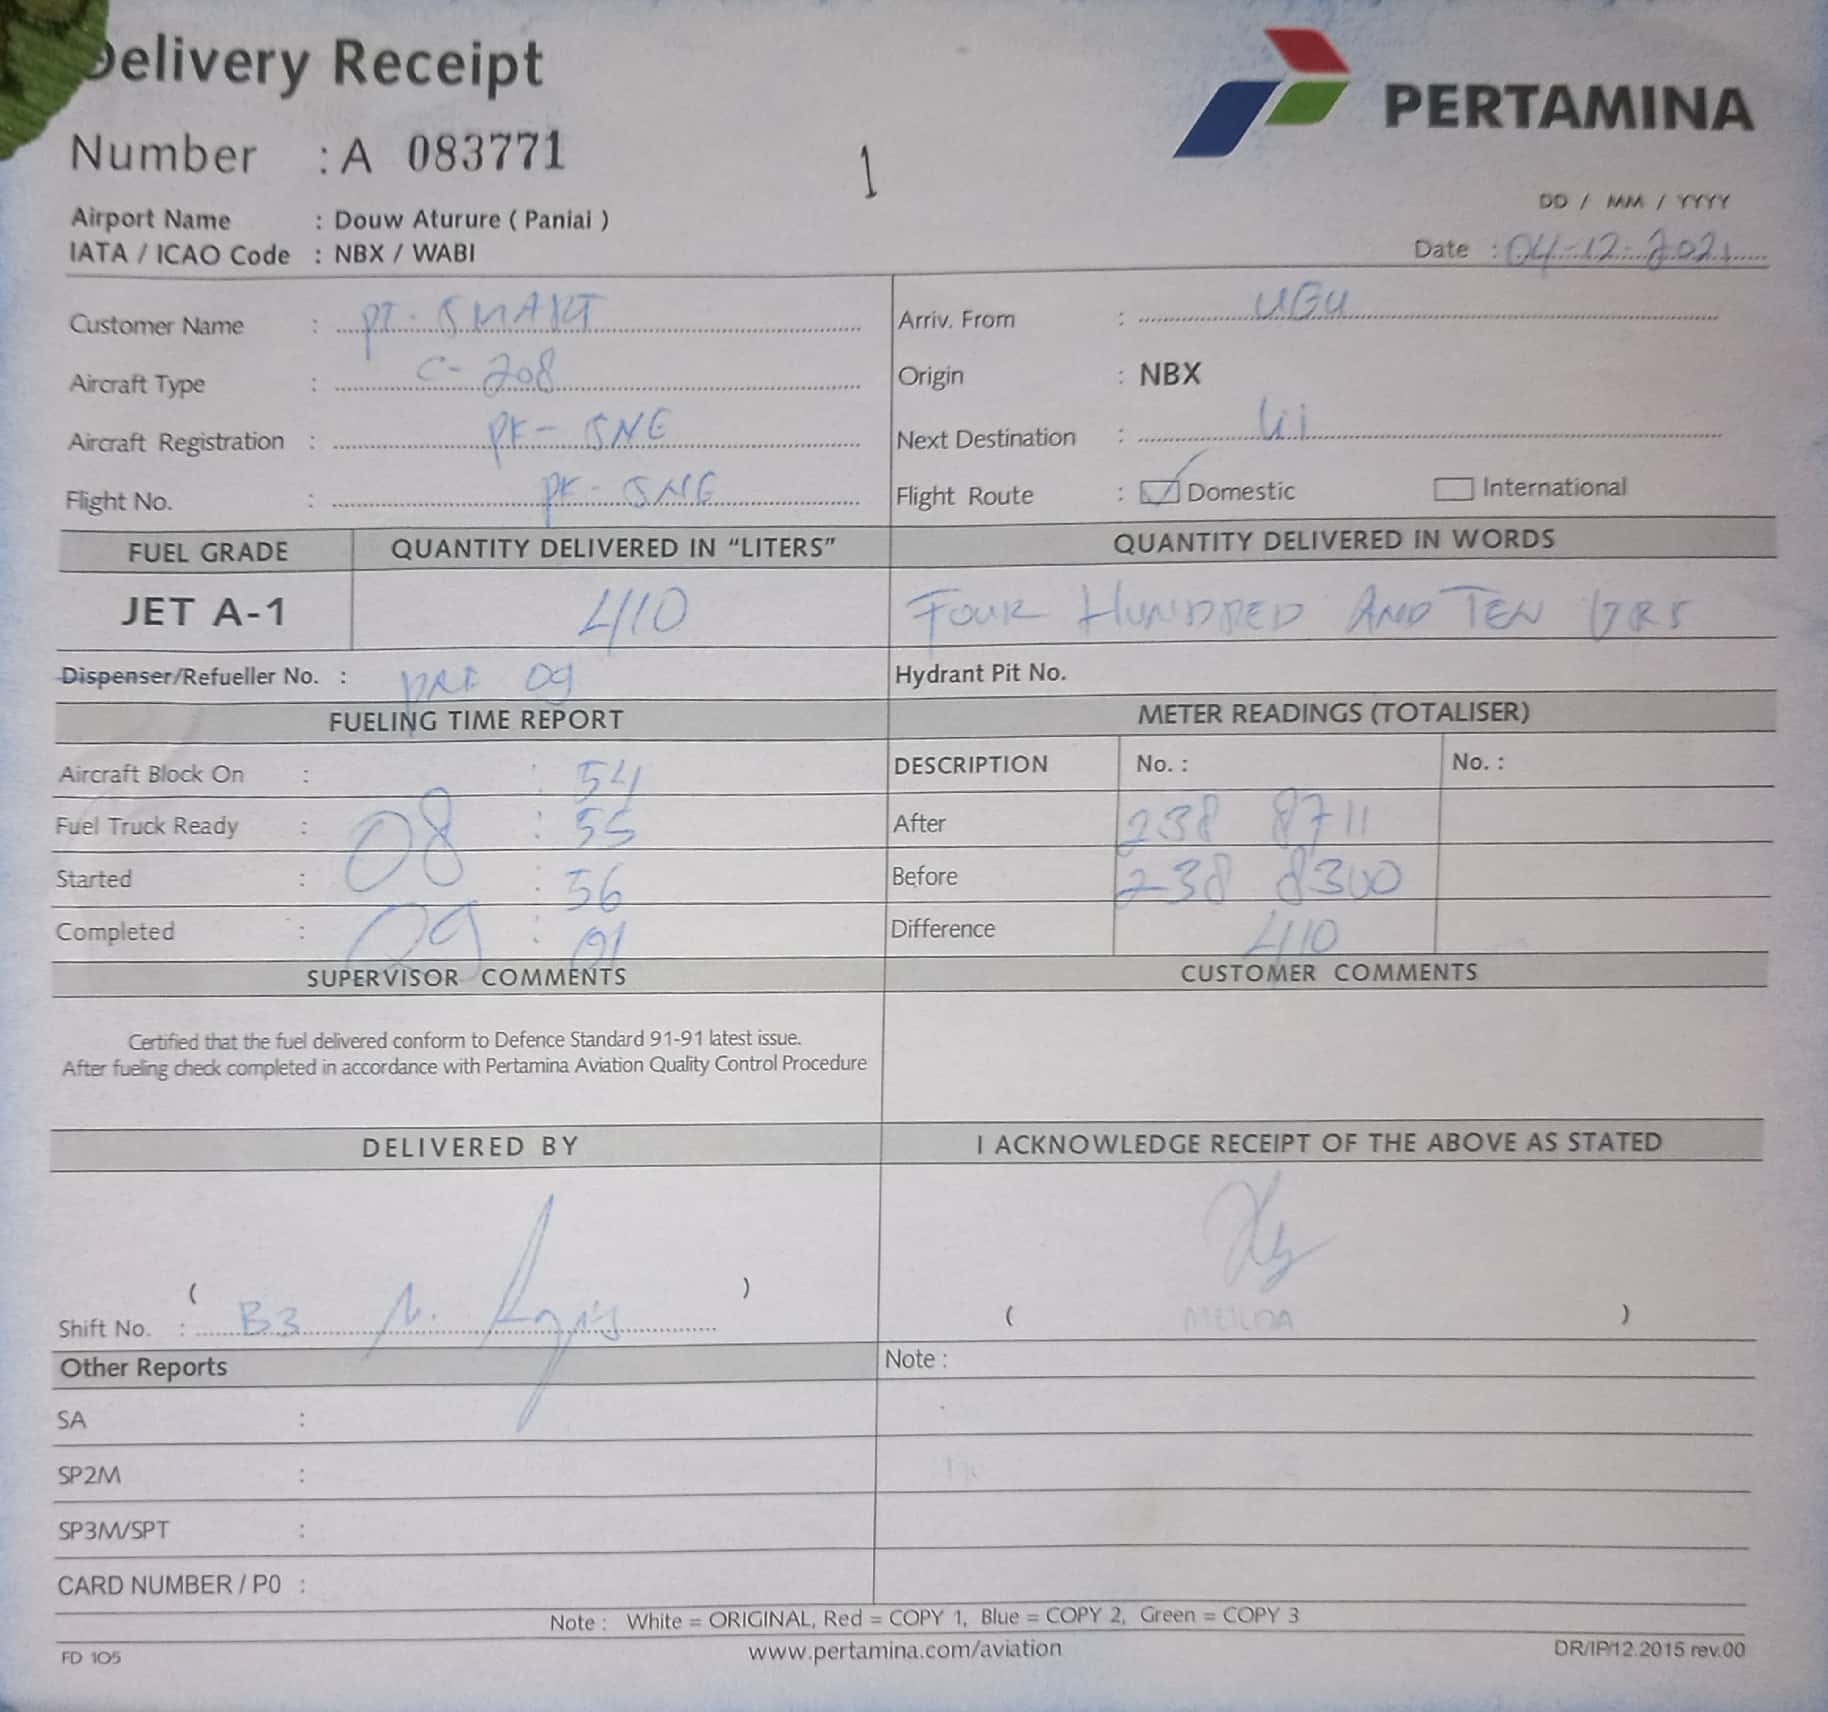 Delivery Receipt
PERTAMINA
Number : A 083771
1
Airport Name : Douw Aturure ( Paniai )
IATA / ICAO Code : NBX / WABI
DD / MM / YYYY
Date : 04-12-2021
Customer Name : PT. SMART
Arriv. From : UGU
Aircraft Type : C-208
Origin : NBX
Aircraft Registration : PK-SNE
Next Destination :
Flight No. : PK-SNE
Flight Route : Domestic International
FUEL GRADE QUANTITY DELIVERED IN "LITERS" QUANTITY DELIVERED IN WORDS
JET A-1 410 FOUR HUNDRED AND TEN LTRS
Dispenser/Refueller No. : 09 Hydrant Pit No.
FUELING TIME REPORT METER READINGS (TOTALISER)
Aircraft Block On : : 54 DESCRIPTION No. : No. :
Fuel Truck Ready : 08 : 55 After 238 8711
Started : : 56 Before 238 8300
Completed : 09 : 01 Difference 410
SUPERVISOR COMMENTS CUSTOMER COMMENTS
Certified that the fuel delivered conform to Defence Standard 91-91 latest issue.
After fueling check completed in accordance with Pertamina Aviation Quality Control Procedure
DELIVERED BY I ACKNOWLEDGE RECEIPT OF THE ABOVE AS STATED
( ) ( )
Shift No. : B3
Other Reports Note :
SA :
SP2M :
SP3M/SPT :
CARD NUMBER / P0 :
Note : White = ORIGINAL, Red = COPY 1, Blue = COPY 2, Green = COPY 3
FD 105 www.pertamina.com/aviation DR/IP/12.2015 rev.00